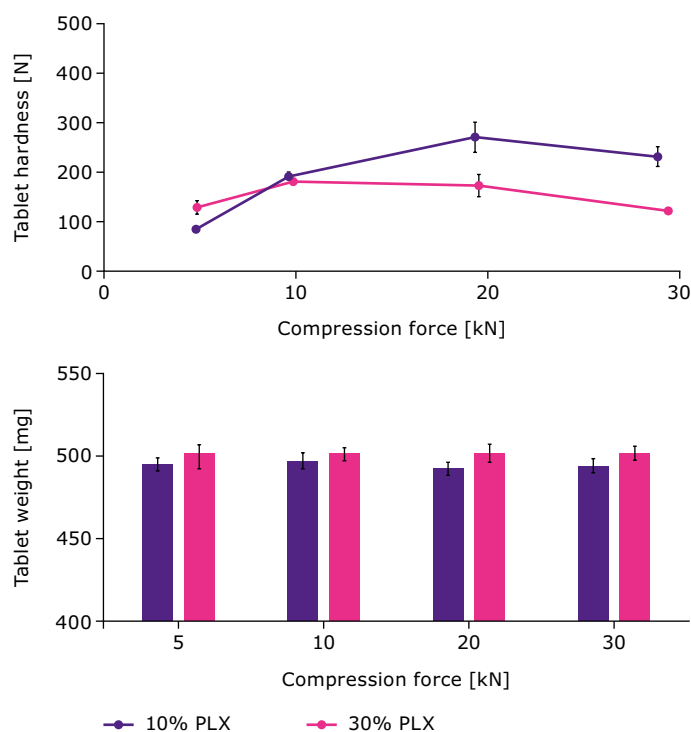 Tablet hardness [N]
500
400
300
200
100
0
0 10 20 30
Compression force [kN]
Tablet weight [mg]
550
500
450
400
5 10 20 30
Compression force [kN]
10% PLX 30% PLX